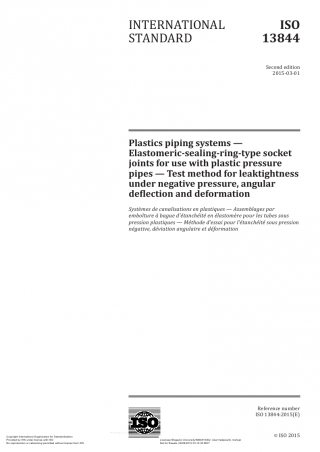 INTERNATIONAL
STANDARD
ISO
13844
Second edition
2015-03-01
Plastics piping systems —
Elastomeric-sealing-ring-type socket
joints for use with plastic pressure
pipes — Test method for leaktightness
under negative pressure, angular
deflection and deformation
Systèmes de canalisations en plastiques — Assemblages par
emboîture à bague d'étanchéité en élastomère pour les tubes sous
pression plastiques — Méthode d'essai pour l'étanchéité sous pression
négative, déviation angulaire et déformation
Reference number
ISO 13844:2015(E)
ISO
© ISO 2015